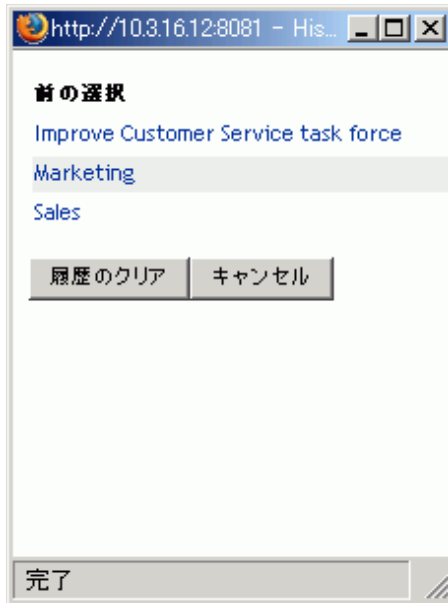 http://10.3.16.12:8081 - His...
前の選択
Improve Customer Service task force
Marketing
Sales
履歴のクリア キャンセル
完了